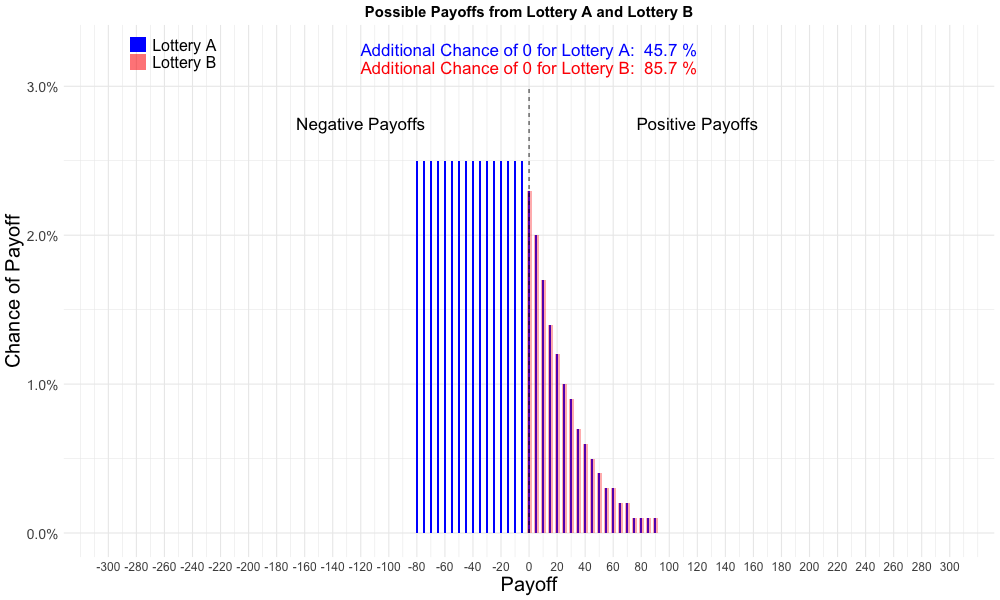 Possible Payoffs from Lottery A and Lottery B
Lottery A
Lottery B
Additional Chance of 0 for Lottery A: 45.7 %
Additional Chance of 0 for Lottery B: 85.7 %
Negative Payoffs
Positive Payoffs
Chance of Payoff
3.0%
2.0%
1.0%
0.0%
-300 -280 -260 -240 -220 -200 -180 -160 -140 -120 -100 -80 -60 -40 -20 0 20 40 60 80 100 120 140 160 180 200 220 240 260 280 300
Payoff